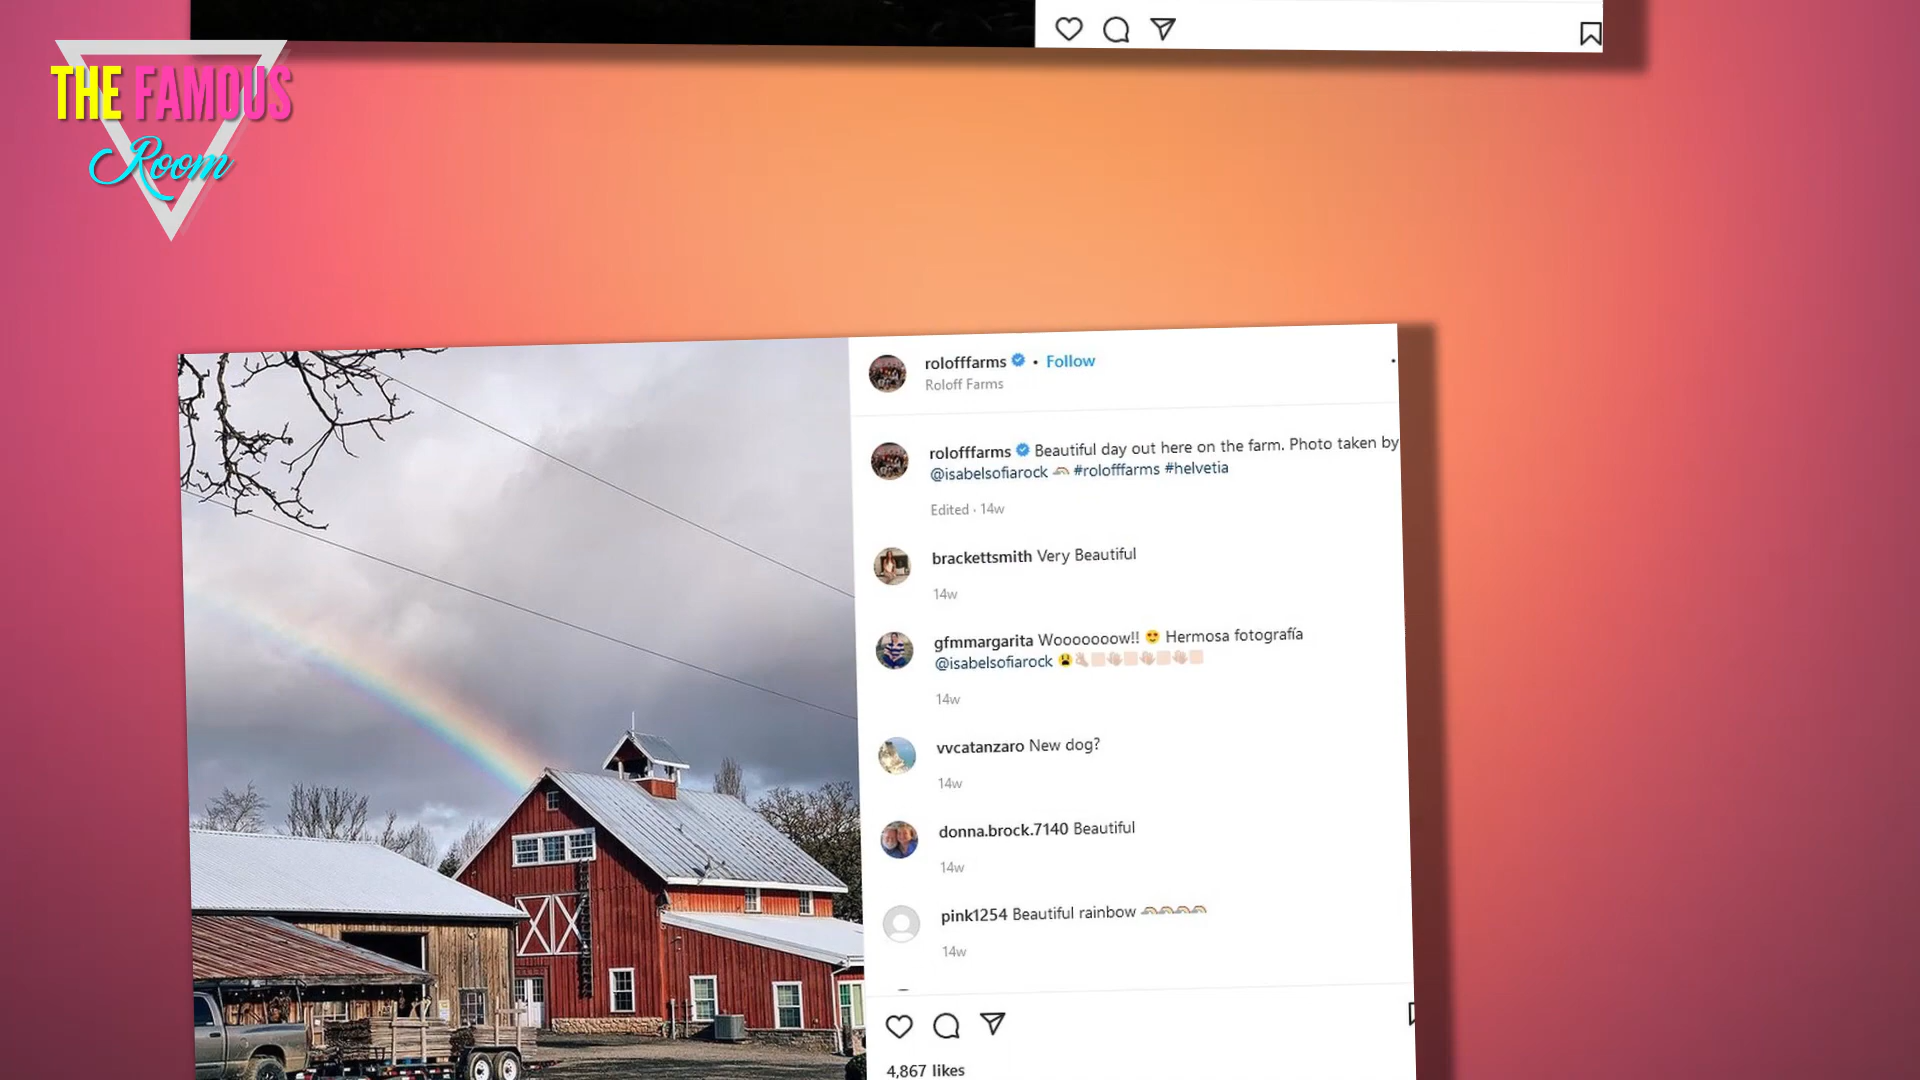 THE FAMOUS
Room
rolofffarms • Follow
Roloff Farms
rolofffarms Beautiful day out here on the farm. Photo taken by
@isabelsofiarock 🌈 #rolofffarms #helvetia
Edited · 14w
brackettsmith Very Beautiful
14w
gfmmargarita Wooooooow!! 😍 Hermosa fotografía
@isabelsofiarock
14w
vvcatanzaro New dog?
14w
donna.brock.7140 Beautiful
14w
pink1254 Beautiful rainbow 🌈🌈🌈🌈
14w
4,867 likes